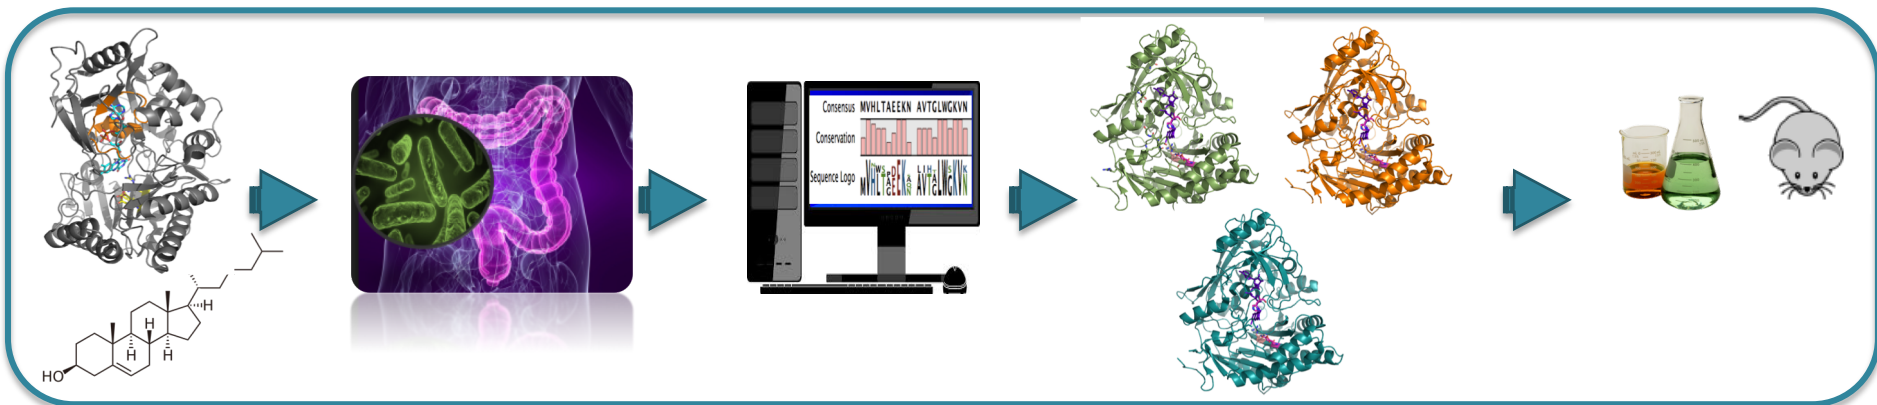 Consensus MVHLTAEEKN AVTGLWGKVN
Conservation
Sequence Logo
H
H
H
H
HO